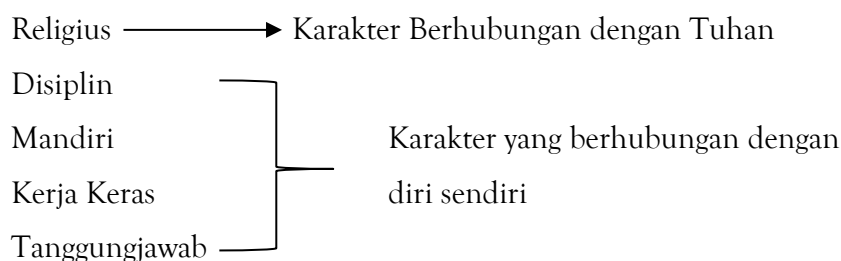 Religius Karakter Berhubungan dengan Tuhan
Disiplin
Mandiri Karakter yang berhubungan dengan
Kerja Keras diri sendiri
Tanggungjawab